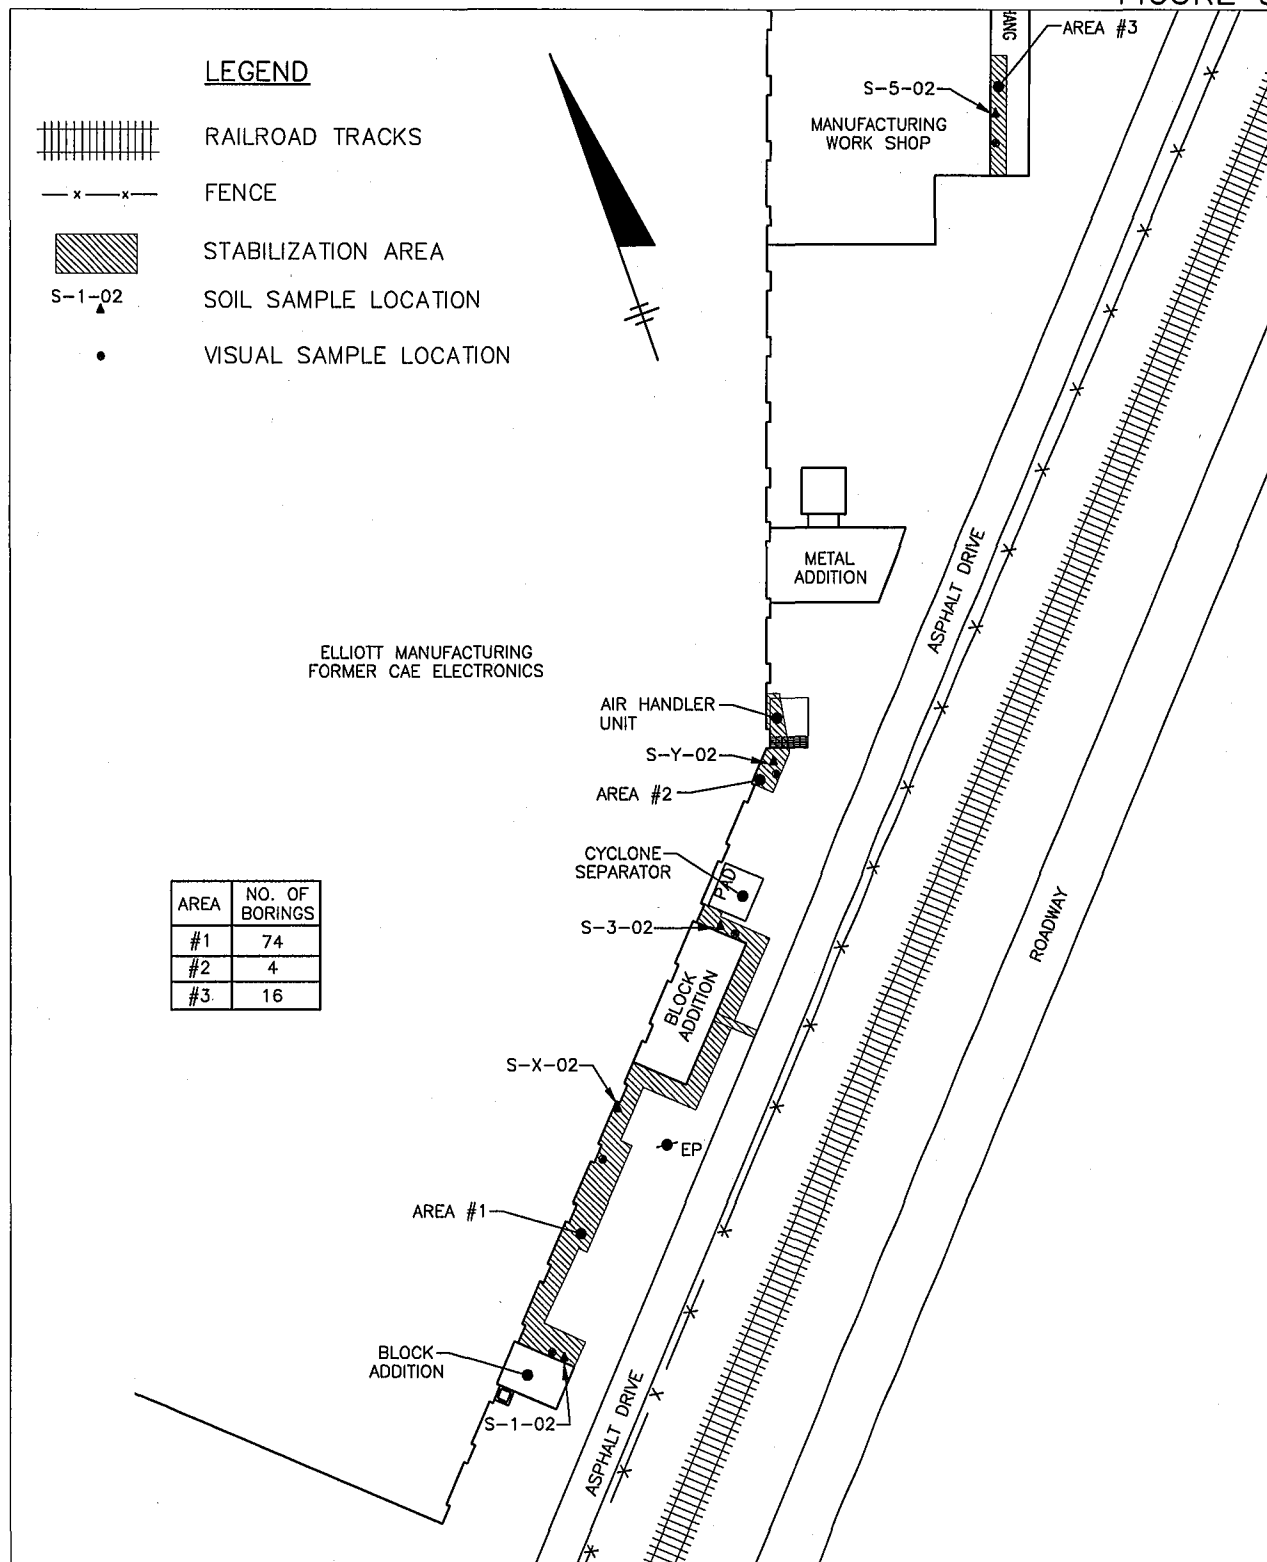 LEGEND
RAILROAD TRACKS
x x
FENCE
STABILIZATION AREA
S-1-02
SOIL SAMPLE LOCATION
VISUAL SAMPLE LOCATION
AREA #3
S-5-02
MANUFACTURING
WORK SHOP
METAL
ADDITION
ASPHALT DRIVE
ELLIOTT MANUFACTURING
FORMER CAE ELECTRONICS
AIR HANDLER
UNIT
S-Y-02
AREA #2
CYCLONE
SEPARATOR
PAD
S-3-02
BLOCK
ADDITION
ROADWAY
AREA NO. OF
BORINGS
#1 74
#2 4
#3 16
S-X-02
EP
AREA #1
BLOCK
ADDITION
S-1-02
ASPHALT DRIVE